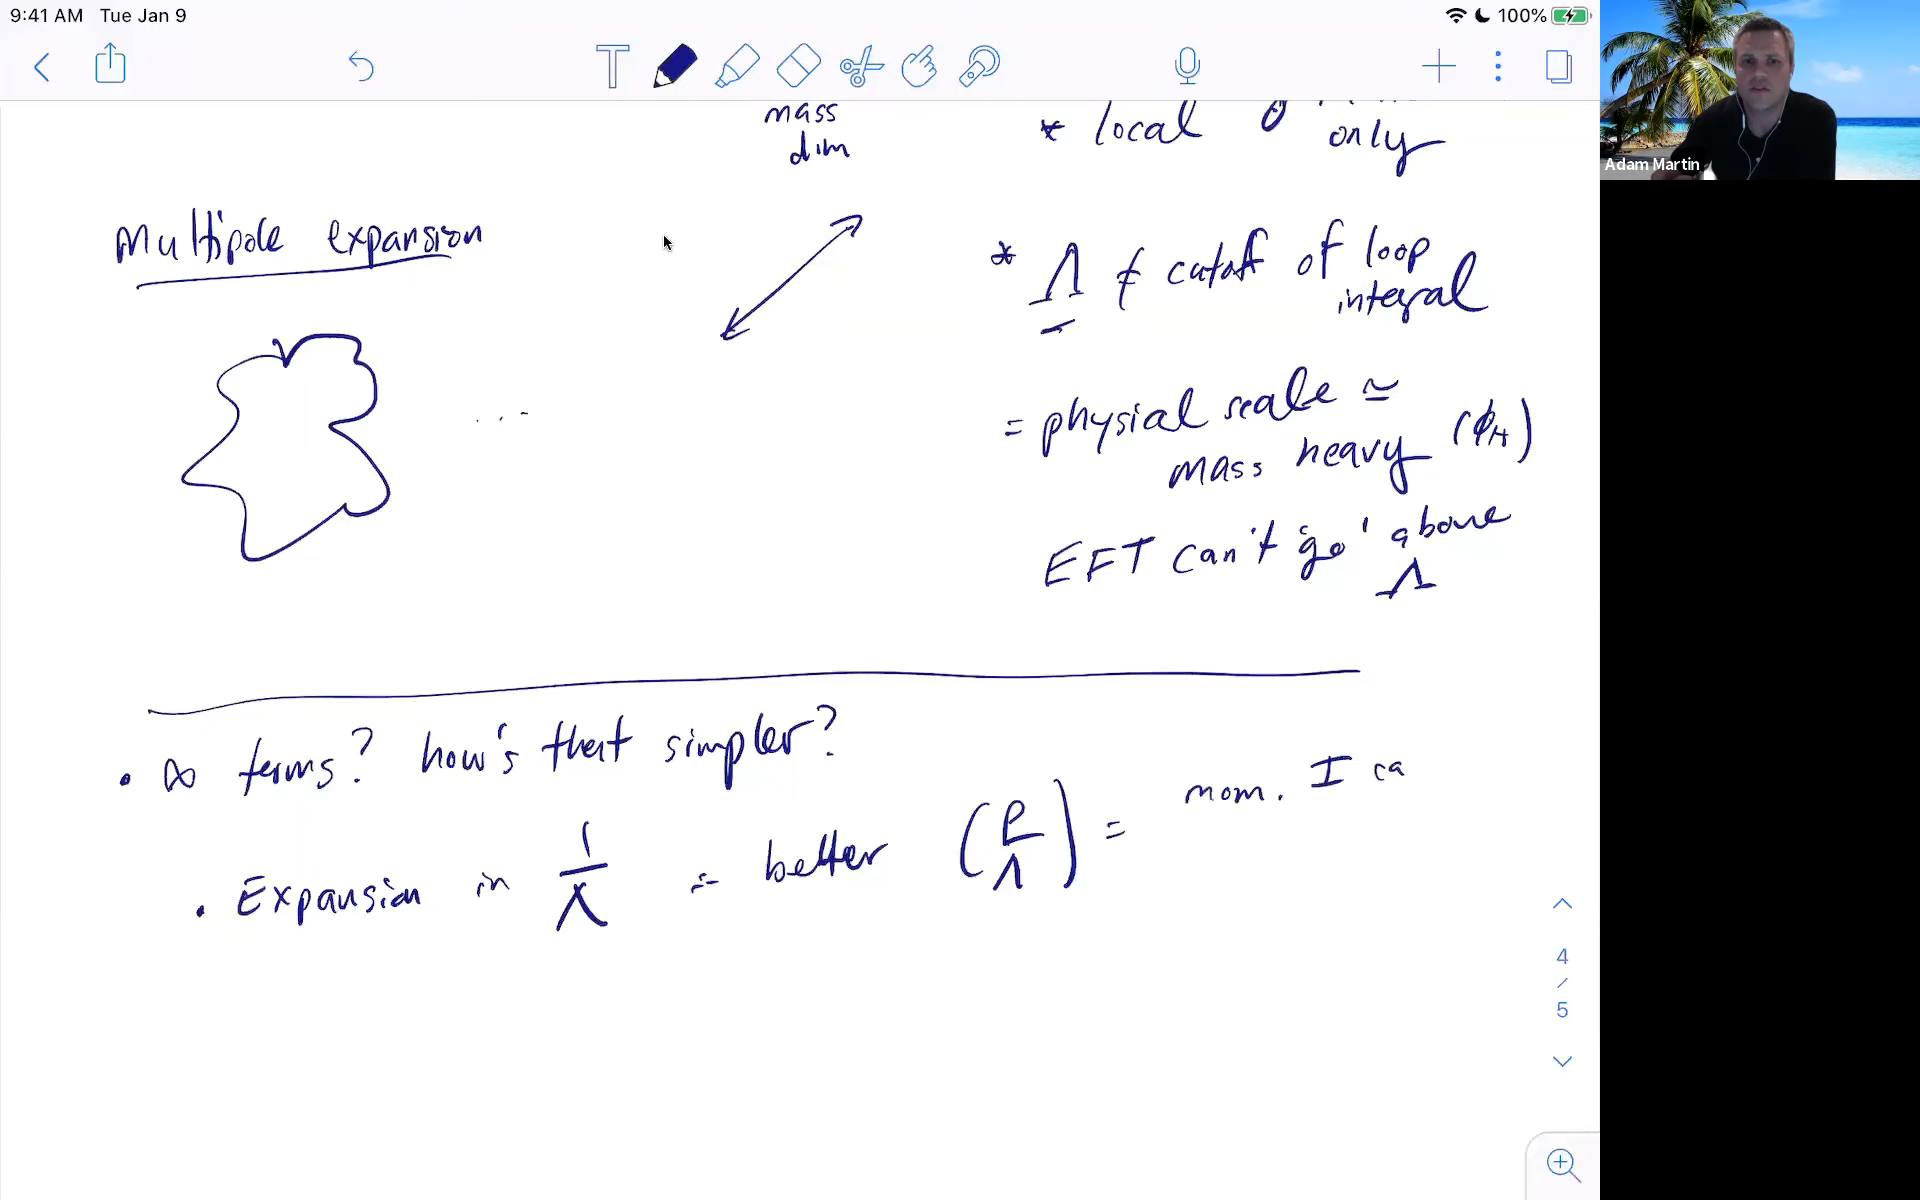 9:41 AM Tue Jan 9
100%
Adam Martin
mass
dim
* local O
only
Multipole expansion
* Λ ≠ cutoff of loop
integral
= physial scale ≃
mass heavy (ϕH)
EFT can't 'go' above
Λ
. . -
• ∞ terms? how's that simpler?
• Expansion in 1/Λ = better (P/Λ) = mom. I ca
4
/
5